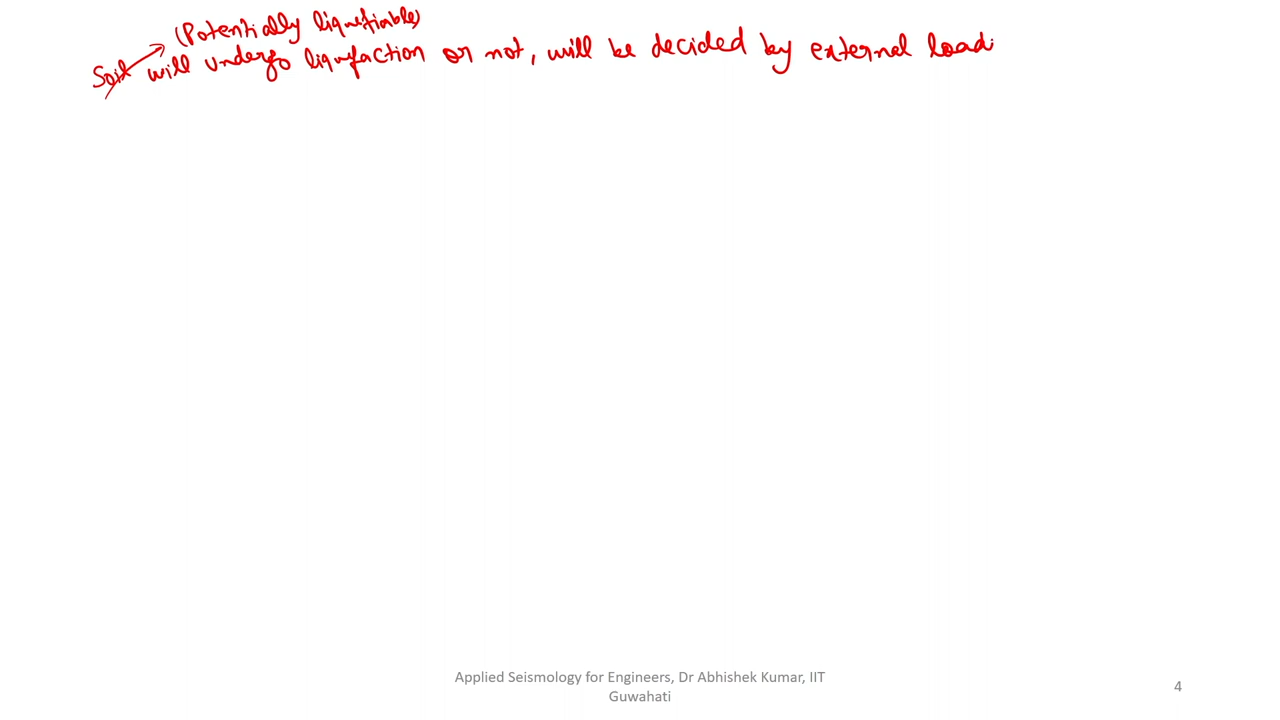 (Potentially liquefiable)
Soil will undergo liquefaction or not, will be decided by external loadi
Applied Seismology for Engineers, Dr Abhishek Kumar, IIT
Guwahati
4